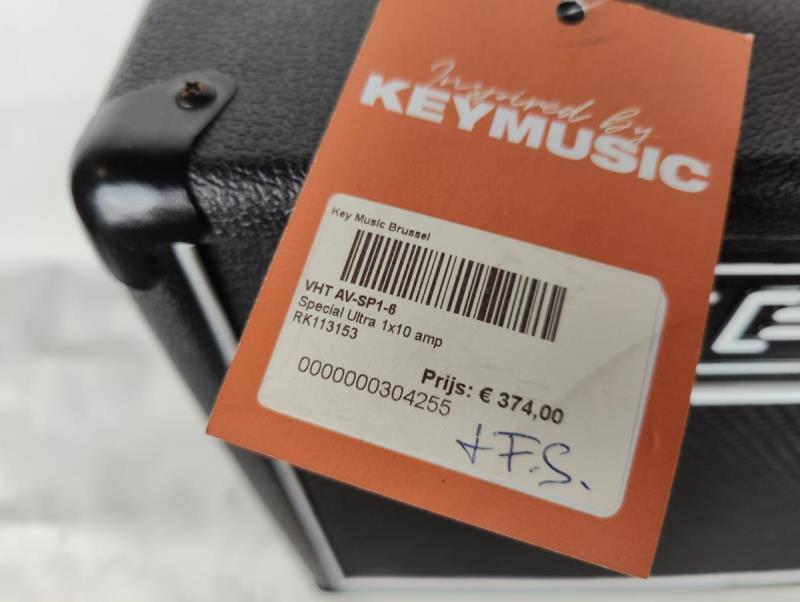 Inspired by
KEYMUSIC
Key Music Brussel
VHT AV-SP1-6
Special Ultra 1x10 amp
RK113153
Prijs: € 374,00
0000000304255
+ F.S.